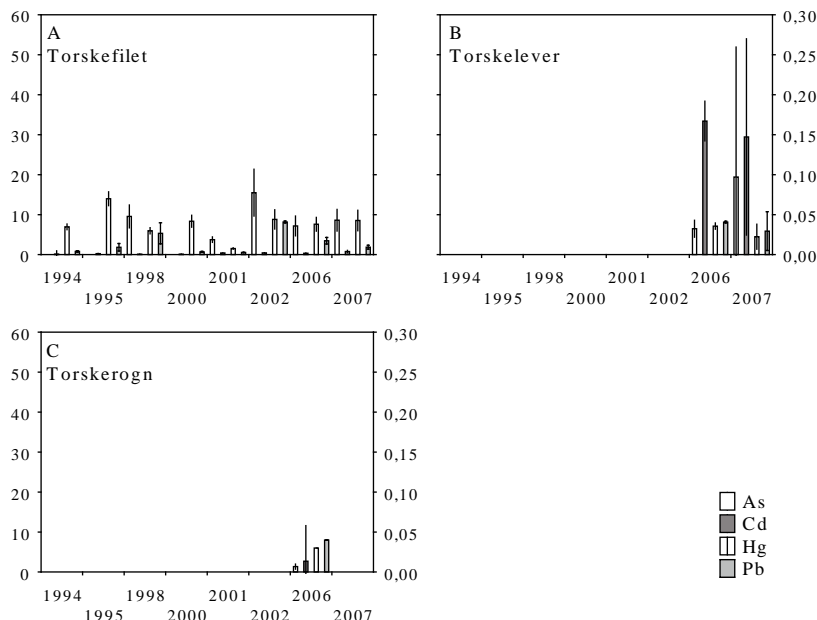 60 A 50 Torskefilet 40 30 20 10 0
1994 1998 2001 2006
1995 2000 2002 2007
B 0,30 Torskelever 0,25 0,20 0,15 0,10 0,05 0,00
1994 1998 2001 2006
1995 2000 2002 2007
60 C 0,30
Torskerogn
50 0,25
40 0,20
30 0,15
20 0,10
10 0,05
0 0,00
1994 1998 2001 2006
1995 2000 2002 2007
As
Cd
Hg
Pb